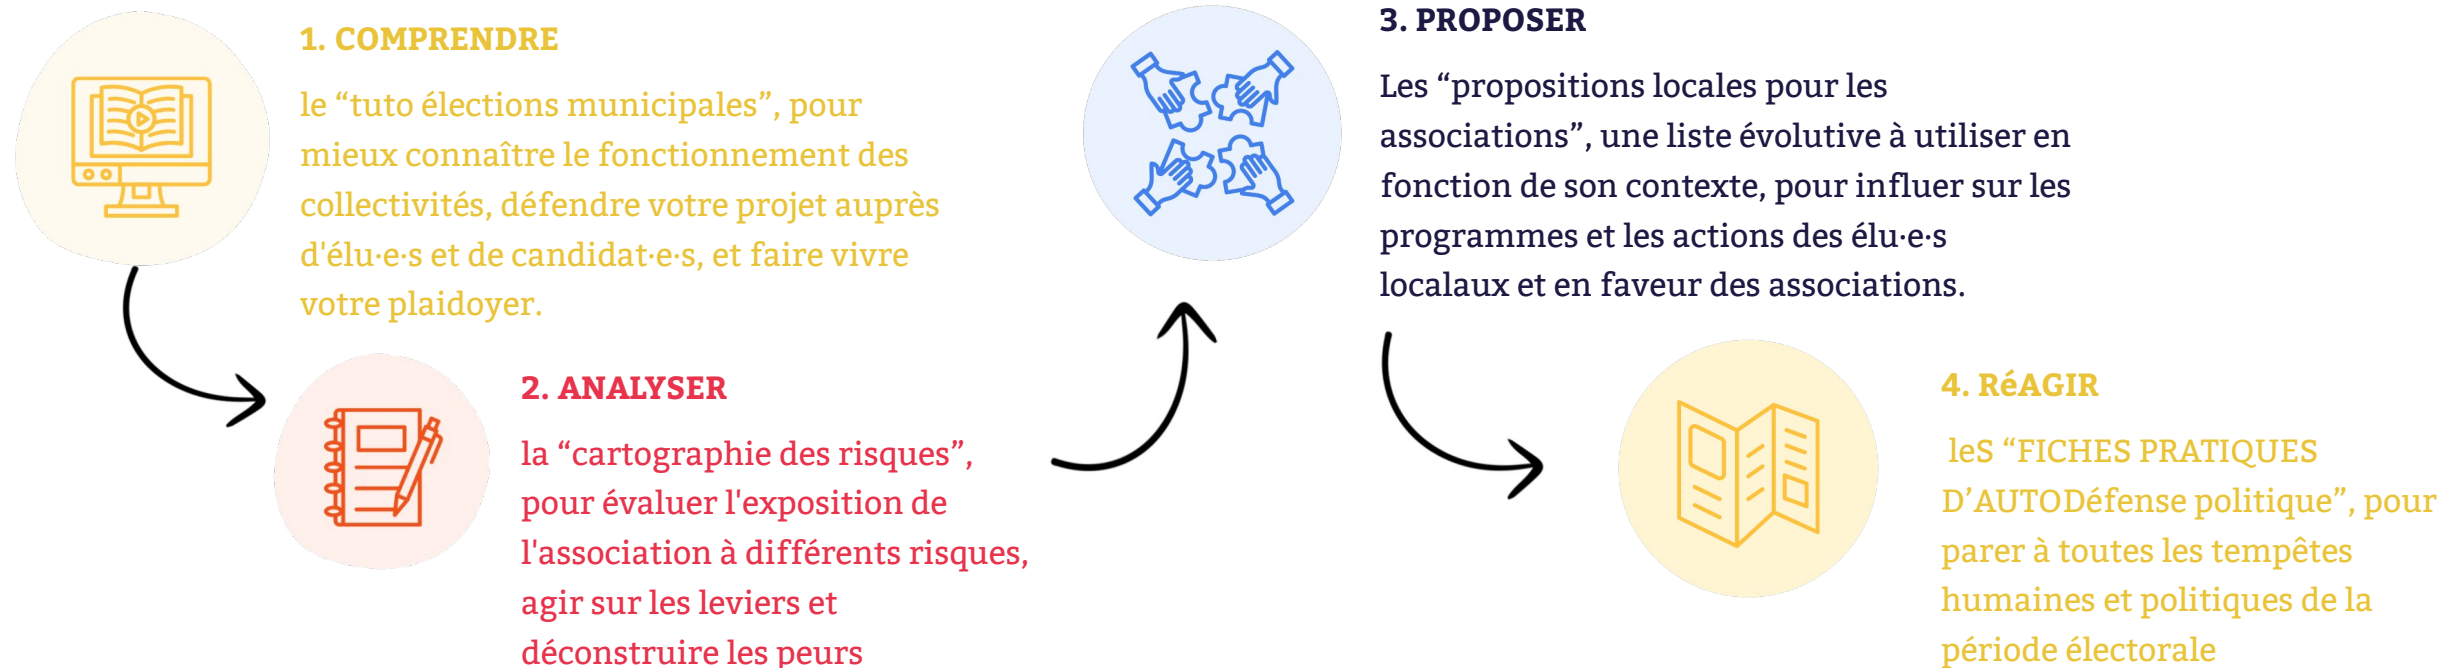 1. COMPRENDRE
le “tuto élections municipales”, pour
mieux connaître le fonctionnement des
collectivités, défendre votre projet auprès
d'élu·e·s et de candidat·e·s, et faire vivre
votre plaidoyer.
2. ANALYSER
la “cartographie des risques”,
pour évaluer l'exposition de
l'association à différents risques,
agir sur les leviers et
déconstruire les peurs
3. PROPOSER
Les “propositions locales pour les
associations”, une liste évolutive à utiliser en
fonction de son contexte, pour influer sur les
programmes et les actions des élu·e·s
localaux et en faveur des associations.
4. RéAGIR
leS “FICHES PRATIQUES
D’AUTODéfense politique”, pour
parer à toutes les tempêtes
humaines et politiques de la
période électorale